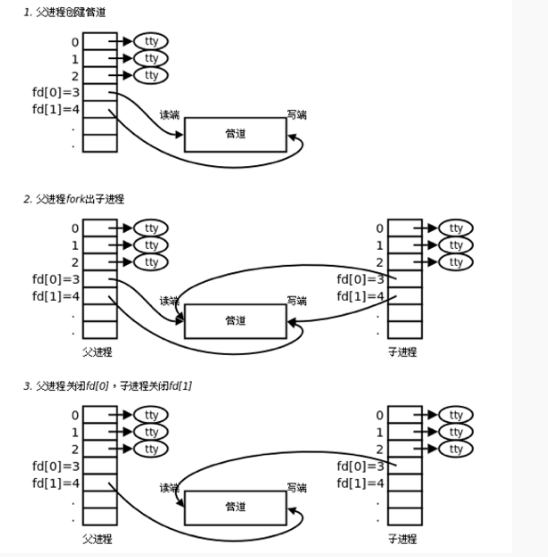 1. 父进程创建管道
0 tty
1 tty
2 tty
fd[0]=3
fd[1]=4
.
.
读端
写端
管道
2. 父进程fork出子进程
0 tty
1 tty
2 tty
fd[0]=3
fd[1]=4
.
.
父进程
读端
写端
管道
0 tty
1 tty
2 tty
fd[0]=3
fd[1]=4
.
.
子进程
3. 父进程关闭fd[0]，子进程关闭fd[1]
0 tty
1 tty
2 tty
fd[0]=3
fd[1]=4
.
.
父进程
读端
写端
管道
0 tty
1 tty
2 tty
fd[0]=3
fd[1]=4
.
.
子进程